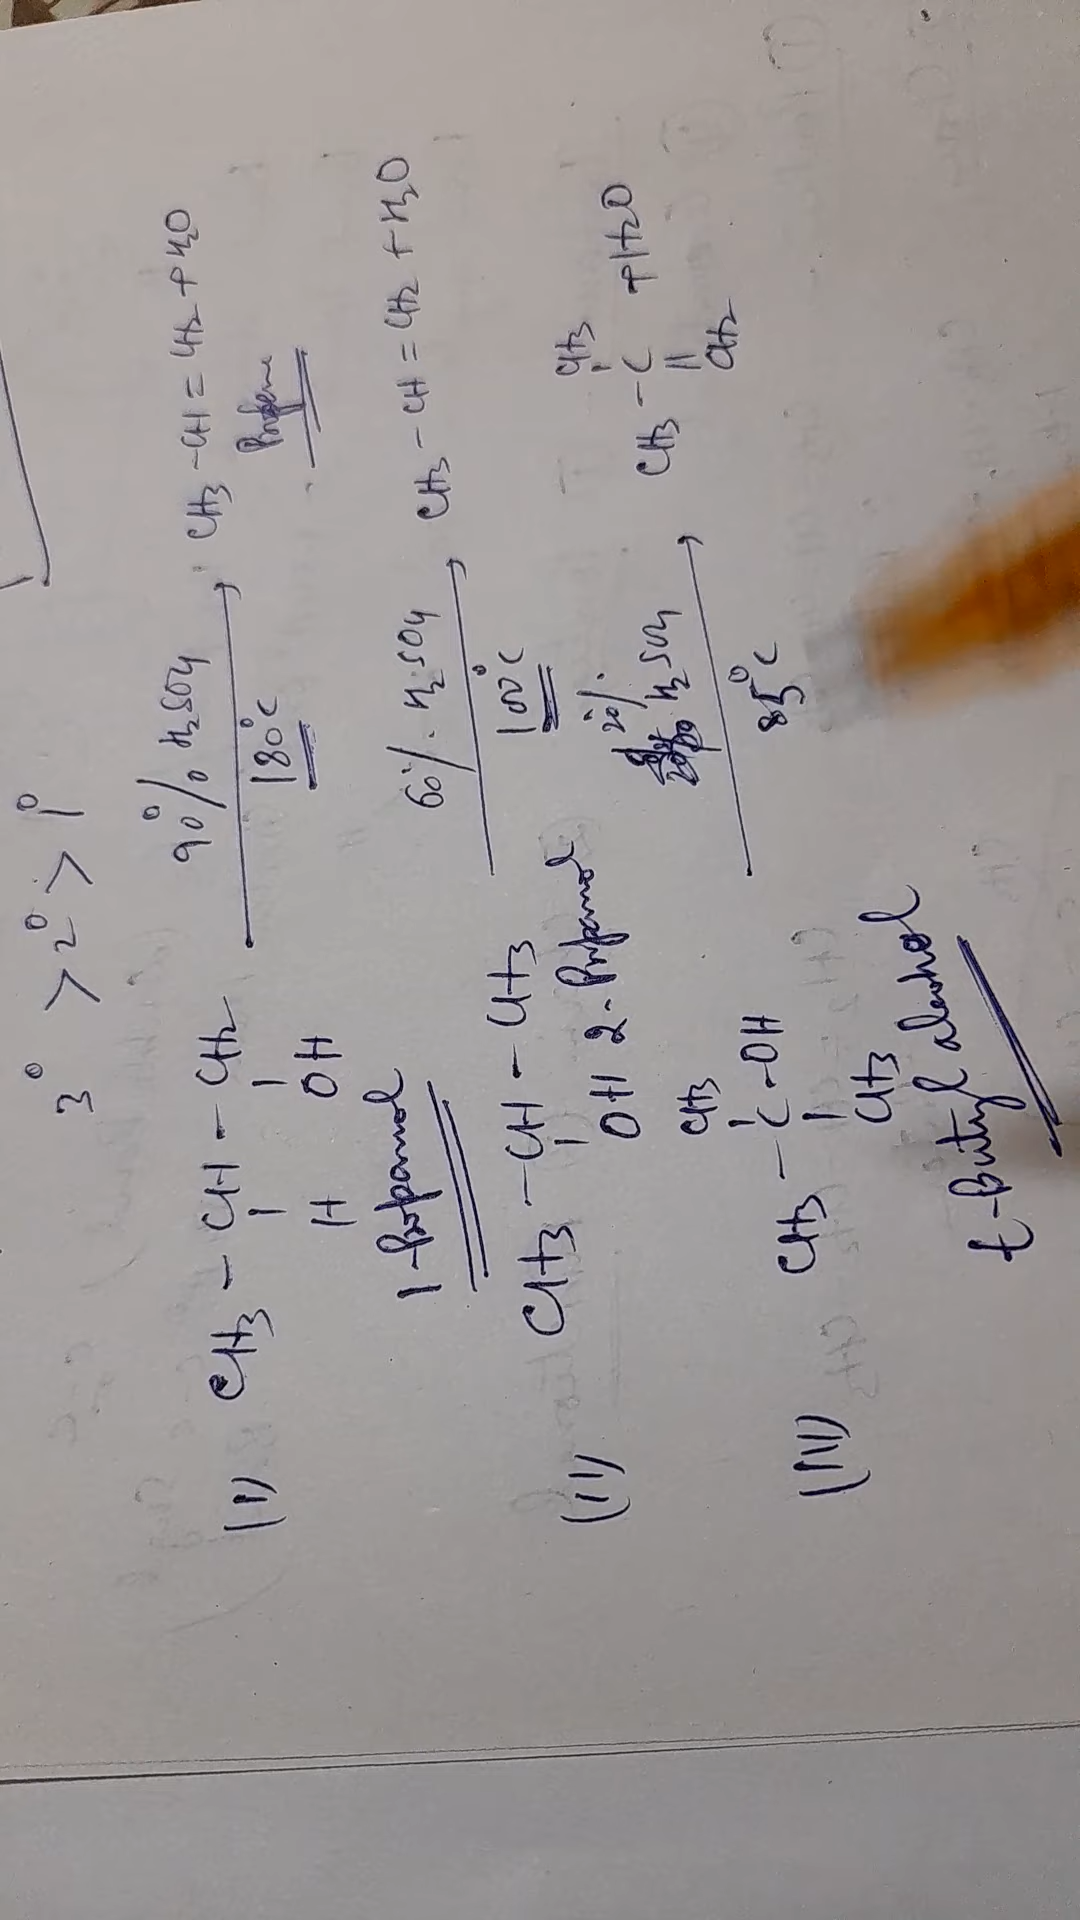 3° > 2° > 1°
(I) CH3 - CH - CH2 90% H2SO4 CH3 - CH = CH2 + H2O
H OH 180°C Propene
1-Propanol
(II) CH3 - CH - CH3 60% H2SO4 CH3 - CH = CH2 + H2O
OH 2-Propanol 100°C
CH3 20% CH3
(III) CH3 - C - OH H2SO4 CH3 - C + H2O
CH3 85°C CH2
t-Butyl alcohol